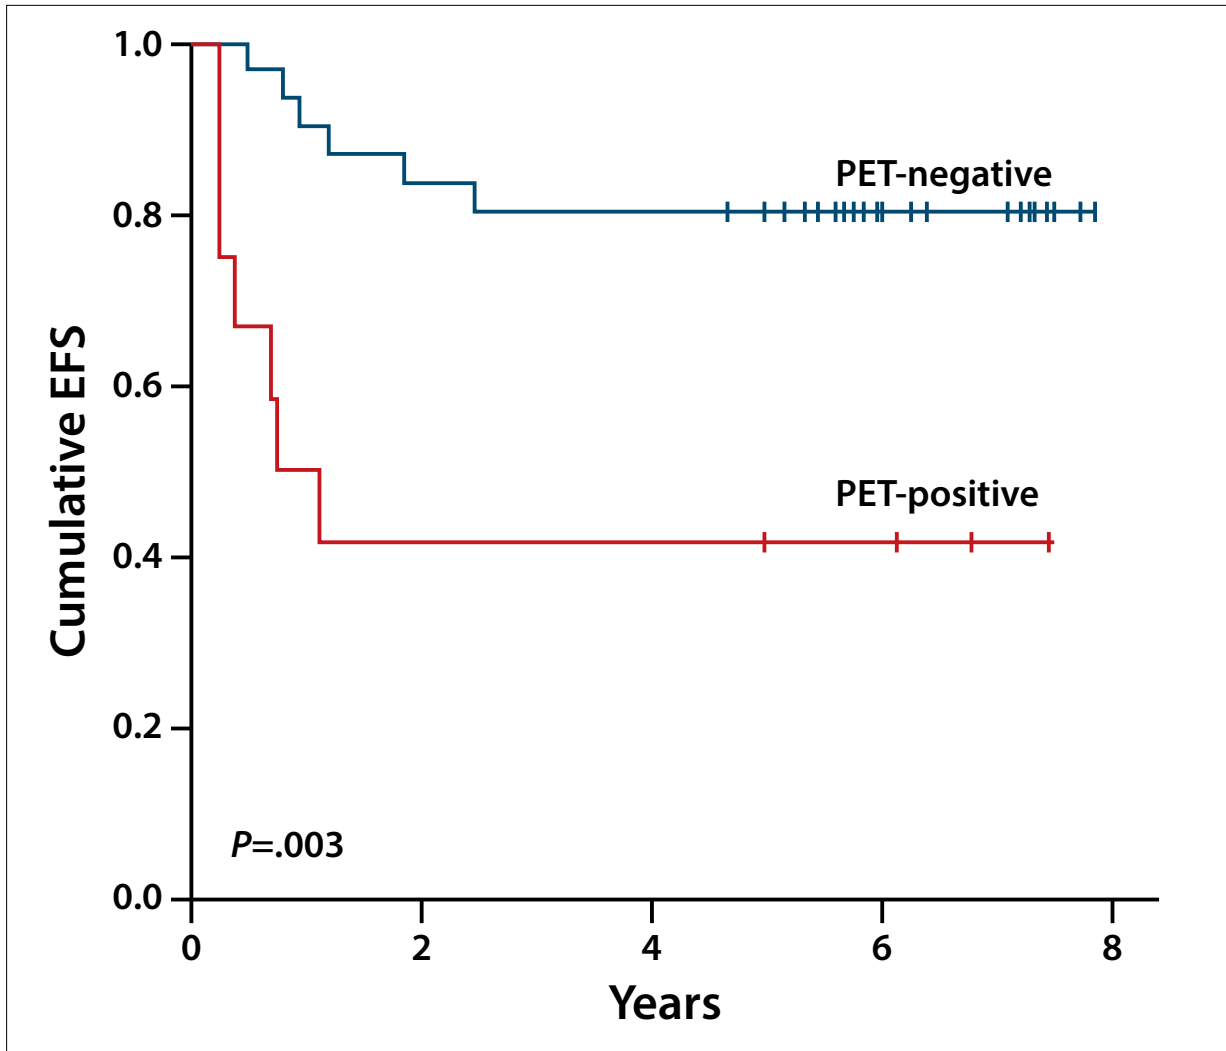 1.0
0.8
0.6
0.4
0.2
0.0
Cumulative EFS
PET-negative
PET-positive
P=.003
0 2 4 6 8
Years